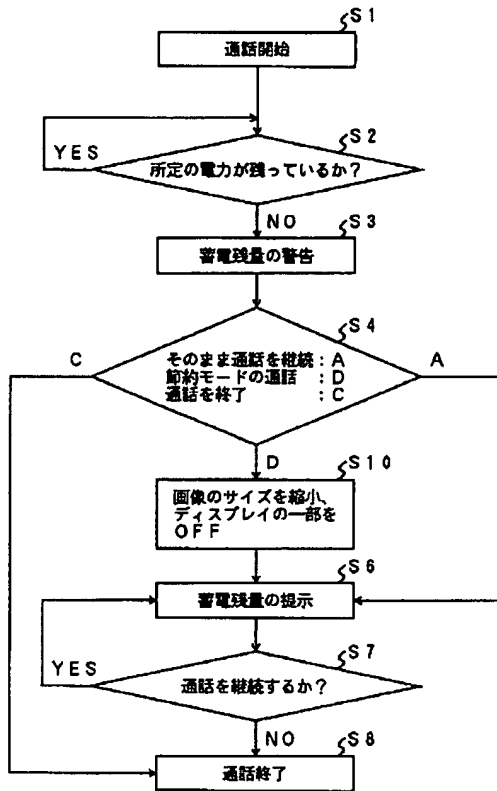 S1
通話開始
S2
YES
所定の電力が残っているか？
NO
S3
蓄電残量の警告
S4
C
A
そのまま通話を継続：A
節約モードの通話　：D
通話を終了　　　　：C
D
S10
画像のサイズを縮小、
ディスプレイの一部を
OFF
S6
蓄電残量の提示
S7
YES
通話を継続するか？
NO
S8
通話終了